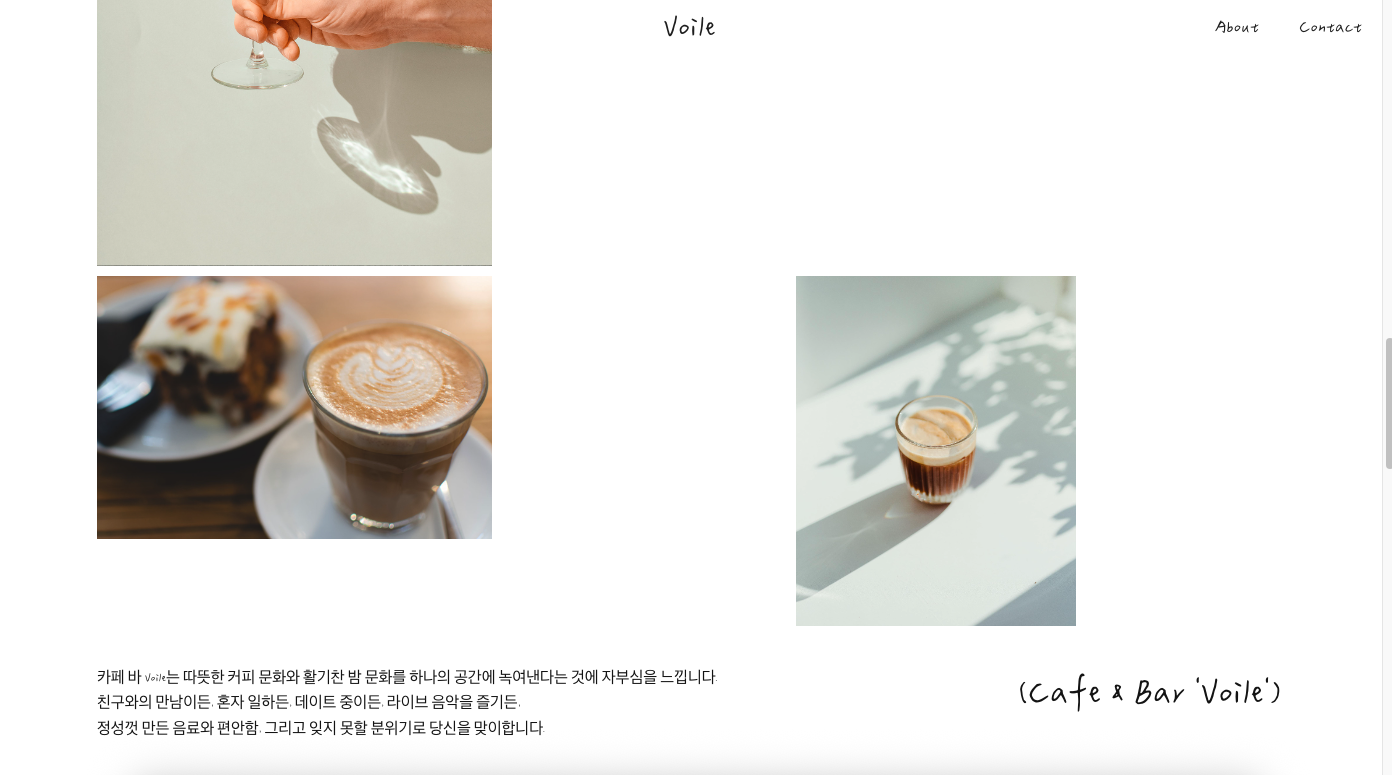 Voile
About
Contact
카페 바 Voile는 따뜻한 커피 문화와 활기찬 밤 문화를 하나의 공간에 녹여낸다는 것에 자부심을 느낍니다.
친구와의 만남이든, 혼자 일하든, 데이트 중이든, 라이브 음악을 즐기든,
정성껏 만든 음료와 편안함, 그리고 잊지 못할 분위기로 당신을 맞이합니다.
(Cafe & Bar 'Voile')